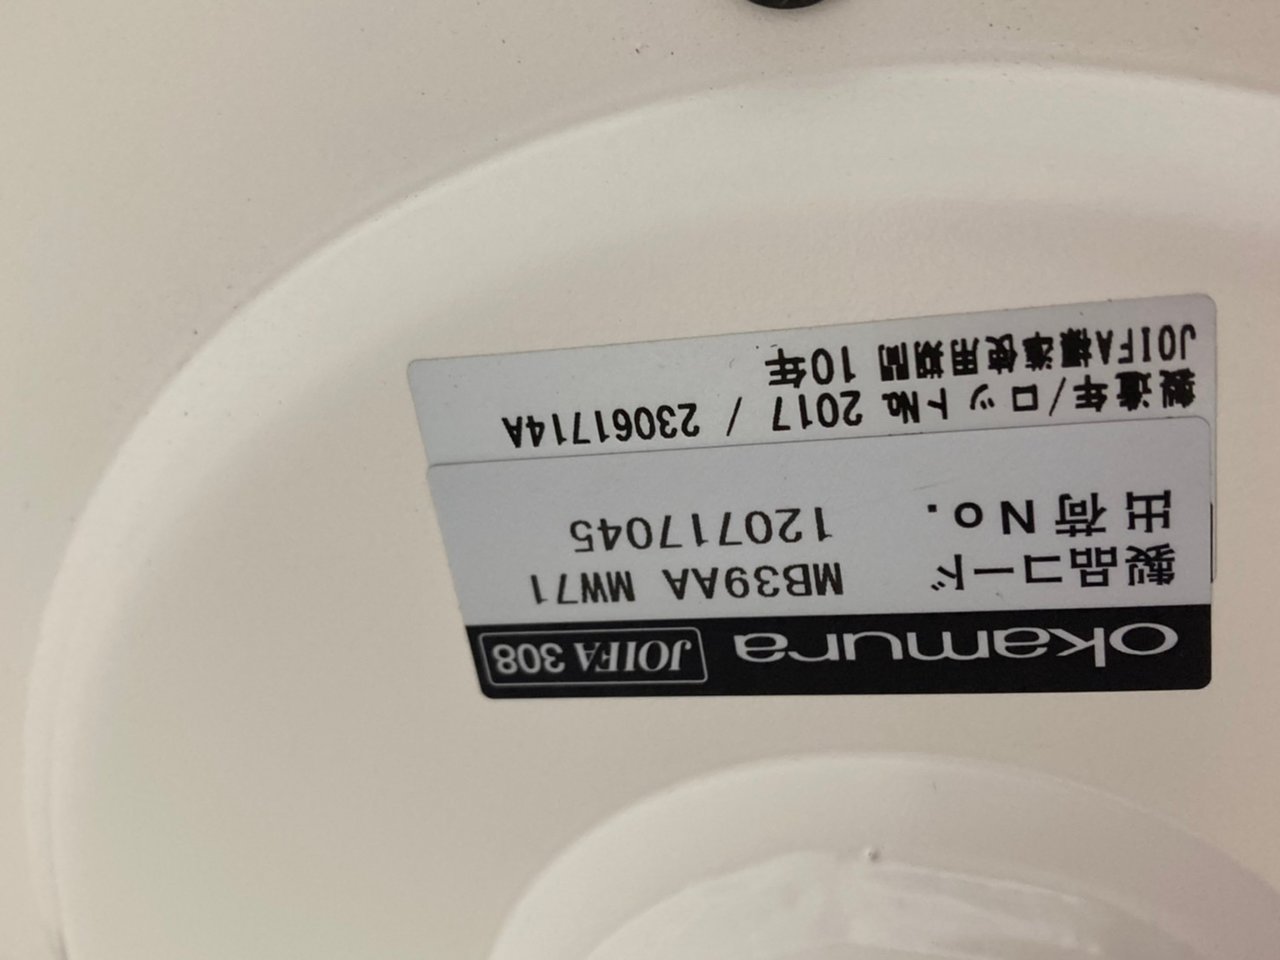 okamura JOIFA 308
製品コード MB39AA MW71
出荷No. 120717045
製造年/ロット№ 2017 / 23061714A
JOIFA標準使用期間 10年